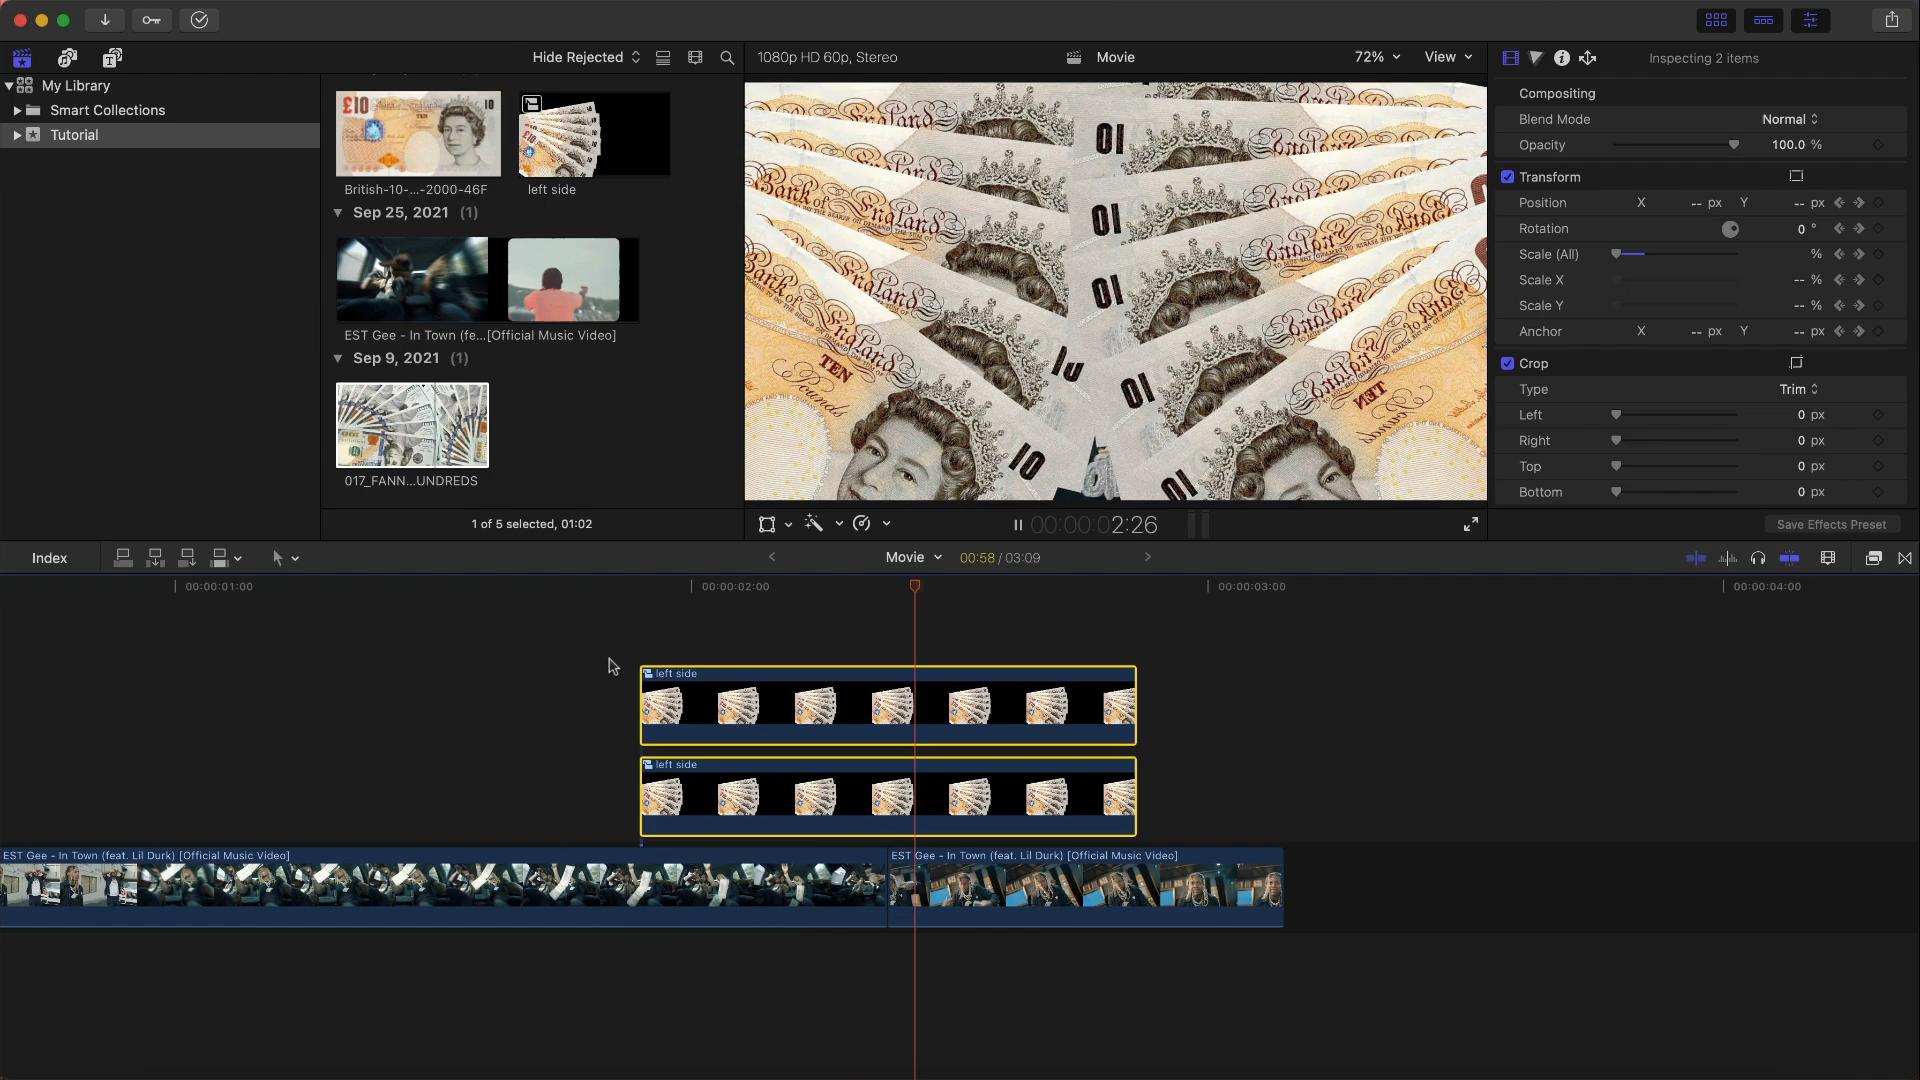 Hide Rejected
1080p HD 60p, Stereo
Movie
72%
View
Inspecting 2 items
My Library
Smart Collections
Tutorial
£10
10
British-10-...-2000-46F
left side
Sep 25, 2021 (1)
EST Gee - In Town (fe...[Official Music Video]
Sep 9, 2021 (1)
017_FANN...UNDREDS
1 of 5 selected, 01:02
Bank of England
TEN
Pounds
10
Compositing
Blend Mode Normal
Opacity 100.0 %
Transform
Position X -- px Y -- px
Rotation 0 °
Scale (All) %
Scale X -- %
Scale Y -- %
Anchor X -- px Y -- px
Crop
Type Trim
Left 0 px
Right 0 px
Top 0 px
Bottom 0 px
00:00:02:26
Save Effects Preset
Index
Movie
00:58 / 03:09
00:00:01:00
00:00:02:00
00:00:03:00
00:00:04:00
left side
left side
EST Gee - In Town (feat. Lil Durk) [Official Music Video]
EST Gee - In Town (feat. Lil Durk) [Official Music Video]